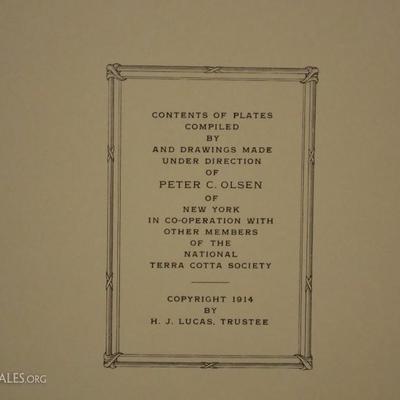 CONTENTS OF PLATES
COMPILED
BY
AND DRAWINGS MADE
UNDER DIRECTION
OF
PETER C. OLSEN
OF
NEW YORK
IN CO-OPERATION WITH
OTHER MEMBERS
OF THE
NATIONAL
TERRA COTTA SOCIETY
COPYRIGHT 1914
BY
H. J. LUCAS, TRUSTEE
ALES.ORG